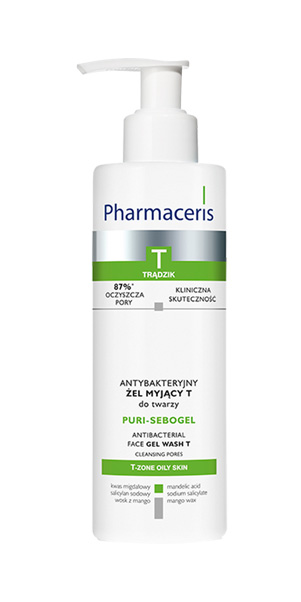 Pharmaceris
T
TRĄDZIK
87%*
OCZYSZCZA
PORY
KLINICZNA
SKUTECZNOŚĆ
ANTYBAKTERYJNY
ŻEL MYJĄCY T
do twarzy
PURI-SEBOGEL
ANTIBACTERIAL
FACE GEL WASH T
CLEANSING PORES
T-ZONE OILY SKIN
kwas migdałowy
salicylan sodowy
wosk z mango
mandelic acid
sodium salicylate
mango wax